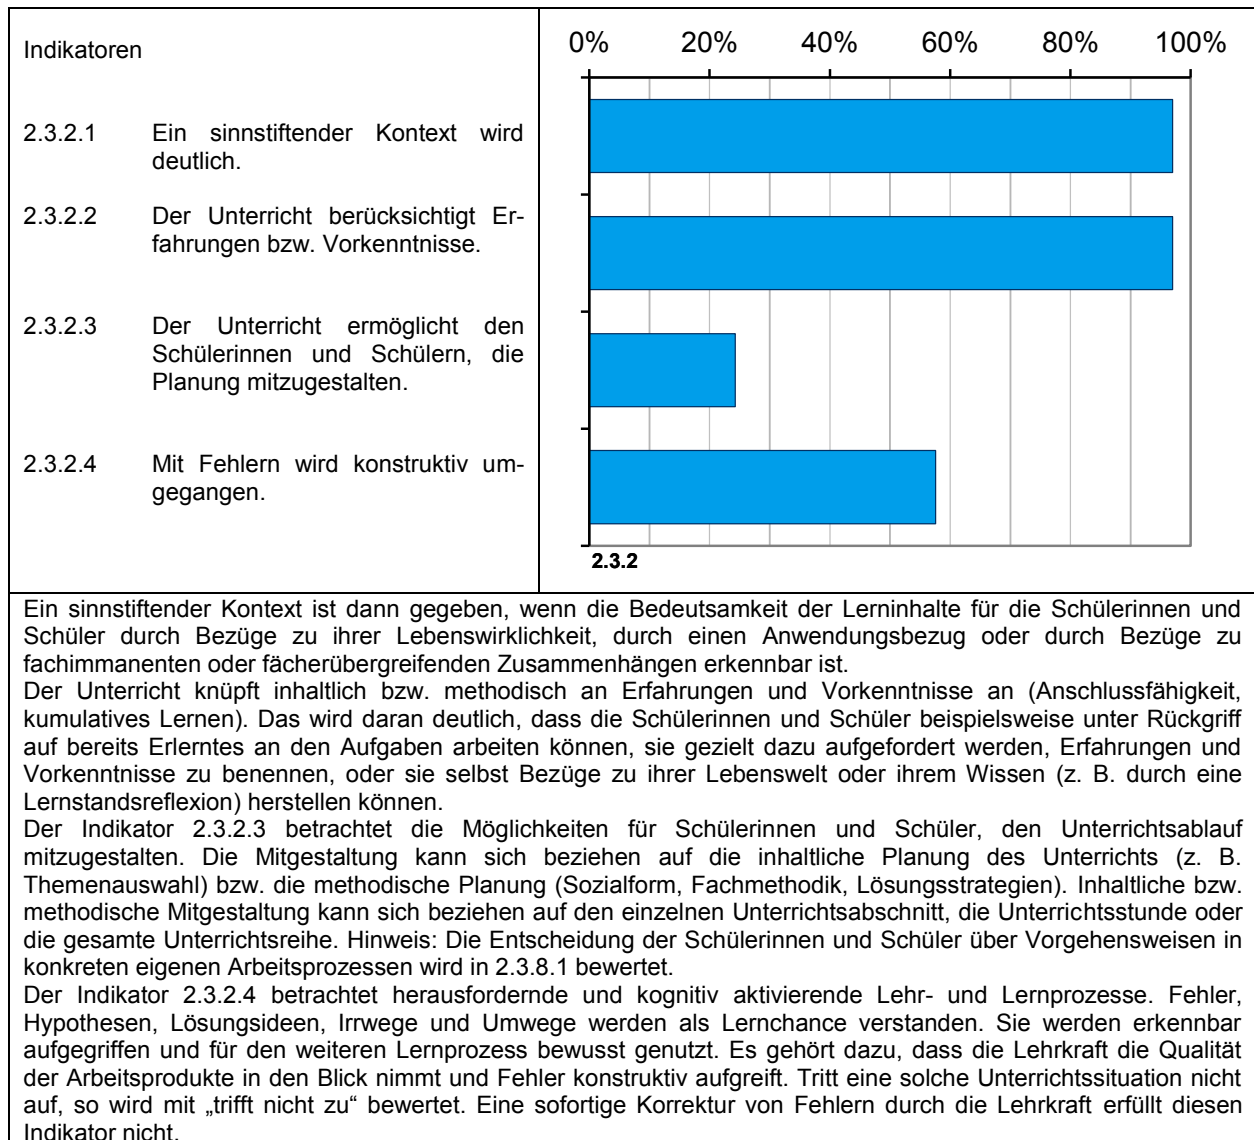 Indikatoren
0% 20% 40% 60% 80% 100%
2.3.2.1 Ein sinnstiftender Kontext wird
deutlich.
2.3.2.2 Der Unterricht berücksichtigt Er-
fahrungen bzw. Vorkenntnisse.
2.3.2.3 Der Unterricht ermöglicht den
Schülerinnen und Schülern, die
Planung mitzugestalten.
2.3.2.4 Mit Fehlern wird konstruktiv um-
gegangen.
2.3.2
Ein sinnstiftender Kontext ist dann gegeben, wenn die Bedeutsamkeit der Lerninhalte für die Schülerinnen und
Schüler durch Bezüge zu ihrer Lebenswirklichkeit, durch einen Anwendungsbezug oder durch Bezüge zu
fachimmanenten oder fächerübergreifenden Zusammenhängen erkennbar ist.
Der Unterricht knüpft inhaltlich bzw. methodisch an Erfahrungen und Vorkenntnisse an (Anschlussfähigkeit,
kumulatives Lernen). Das wird daran deutlich, dass die Schülerinnen und Schüler beispielsweise unter Rückgriff
auf bereits Erlerntes an den Aufgaben arbeiten können, sie gezielt dazu aufgefordert werden, Erfahrungen und
Vorkenntnisse zu benennen, oder sie selbst Bezüge zu ihrer Lebenswelt oder ihrem Wissen (z. B. durch eine
Lernstandsreflexion) herstellen können.
Der Indikator 2.3.2.3 betrachtet die Möglichkeiten für Schülerinnen und Schüler, den Unterrichtsablauf
mitzugestalten. Die Mitgestaltung kann sich beziehen auf die inhaltliche Planung des Unterrichts (z. B.
Themenauswahl) bzw. die methodische Planung (Sozialform, Fachmethodik, Lösungsstrategien). Inhaltliche bzw.
methodische Mitgestaltung kann sich beziehen auf den einzelnen Unterrichtsabschnitt, die Unterrichtsstunde oder
die gesamte Unterrichtsreihe. Hinweis: Die Entscheidung der Schülerinnen und Schüler über Vorgehensweisen in
konkreten eigenen Arbeitsprozessen wird in 2.3.8.1 bewertet.
Der Indikator 2.3.2.4 betrachtet herausfordernde und kognitiv aktivierende Lehr- und Lernprozesse. Fehler,
Hypothesen, Lösungsideen, Irrwege und Umwege werden als Lernchance verstanden. Sie werden erkennbar
aufgegriffen und für den weiteren Lernprozess bewusst genutzt. Es gehört dazu, dass die Lehrkraft die Qualität
der Arbeitsprodukte in den Blick nimmt und Fehler konstruktiv aufgreift. Tritt eine solche Unterrichtssituation nicht
auf, so wird mit „trifft nicht zu“ bewertet. Eine sofortige Korrektur von Fehlern durch die Lehrkraft erfüllt diesen
Indikator nicht.